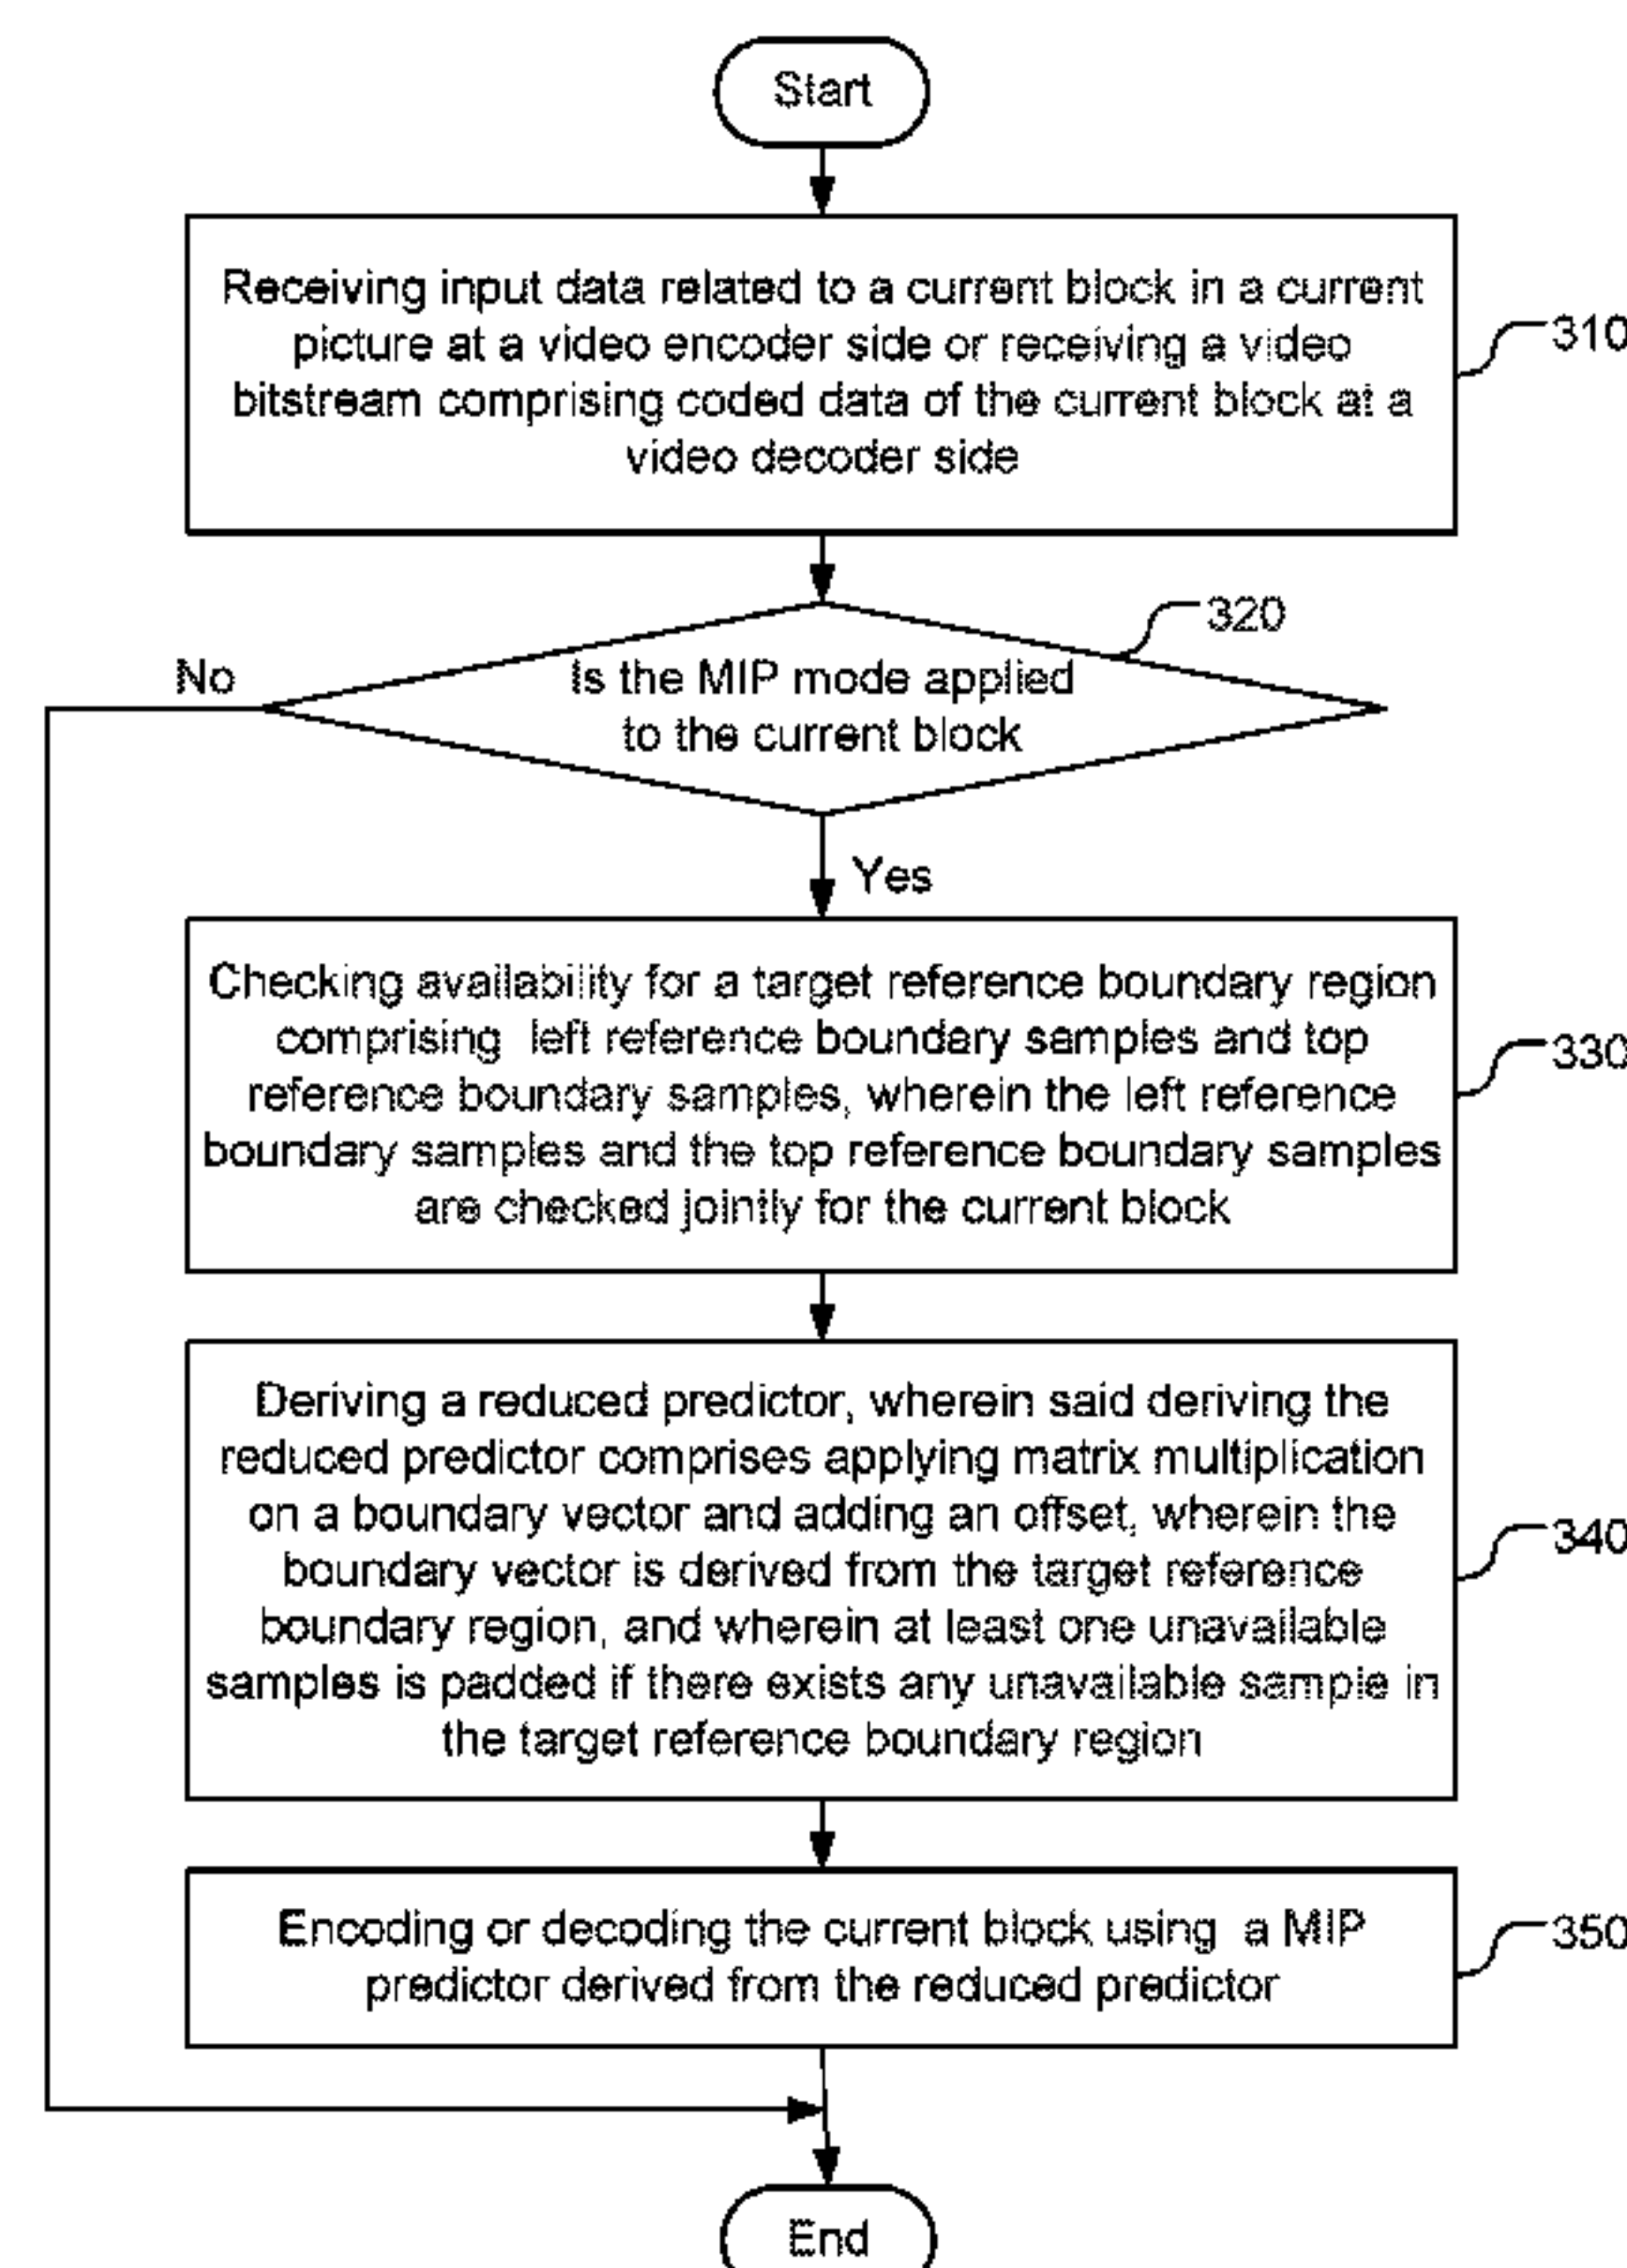 Start
Receiving input data related to a current block in a current
picture at a video encoder side or receiving a video
bitstream comprising coded data of the current block at a
video decoder side
310
320
No
Is the MIP mode applied
to the current block
Yes
Checking availability for a target reference boundary region
comprising left reference boundary samples and top
reference boundary samples, wherein the left reference
boundary samples and the top reference boundary samples
are checked jointly for the current block
330
Deriving a reduced predictor, wherein said deriving the
reduced predictor comprises applying matrix multiplication
on a boundary vector and adding an offset, wherein the
boundary vector is derived from the target reference
boundary region, and wherein at least one unavailable
samples is padded if there exists any unavailable sample in
the target reference boundary region
340
Encoding or decoding the current block using a MIP
predictor derived from the reduced predictor
350
End